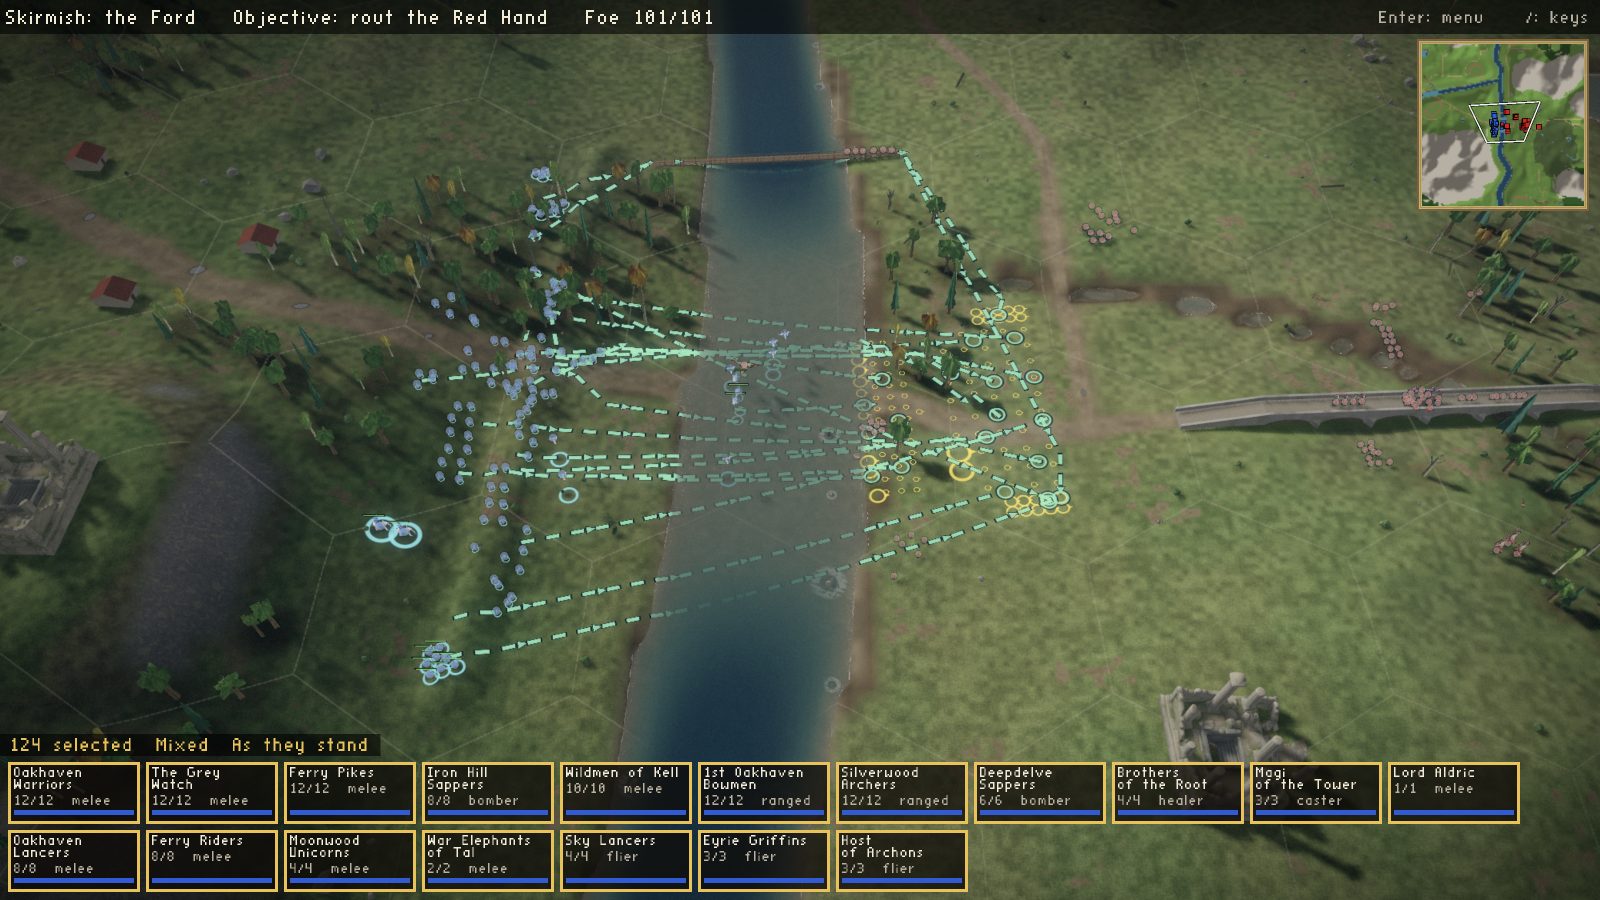 Skirmish: the Ford Objective: rout the Red Hand Foe 101/101 Enter: menu /: keys
124 selected Mixed As they stand
Oakhaven Warriors
12/12 melee
The Grey Watch
12/12 melee
Ferry Pikes
12/12 melee
Iron Hill Sappers
8/8 bomber
Wildmen of Kell
10/10 melee
1st Oakhaven Bowmen
12/12 ranged
Silverwood Archers
12/12 ranged
Deepdelve Sappers
6/6 bomber
Brothers of the Root
4/4 healer
Magi of the Tower
3/3 caster
Lord Aldric
1/1 melee
Oakhaven Lancers
8/8 melee
Ferry Riders
8/8 melee
Moonwood Unicorns
4/4 melee
War Elephants of Tal
2/2 melee
Sky Lancers
4/4 flier
Eyrie Griffins
3/3 flier
Host of Archons
3/3 flier